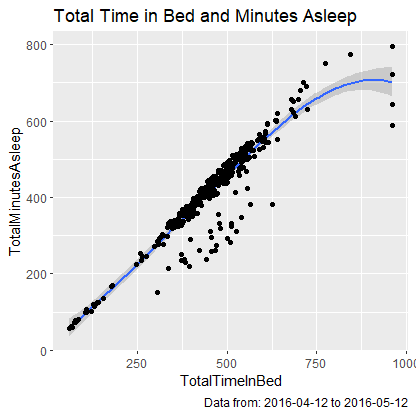 Total Time in Bed and Minutes Asleep
800
600
400
200
0
TotalMinutesAsleep
250
500
750
1000
TotalTimeInBed
Data from: 2016-04-12 to 2016-05-12